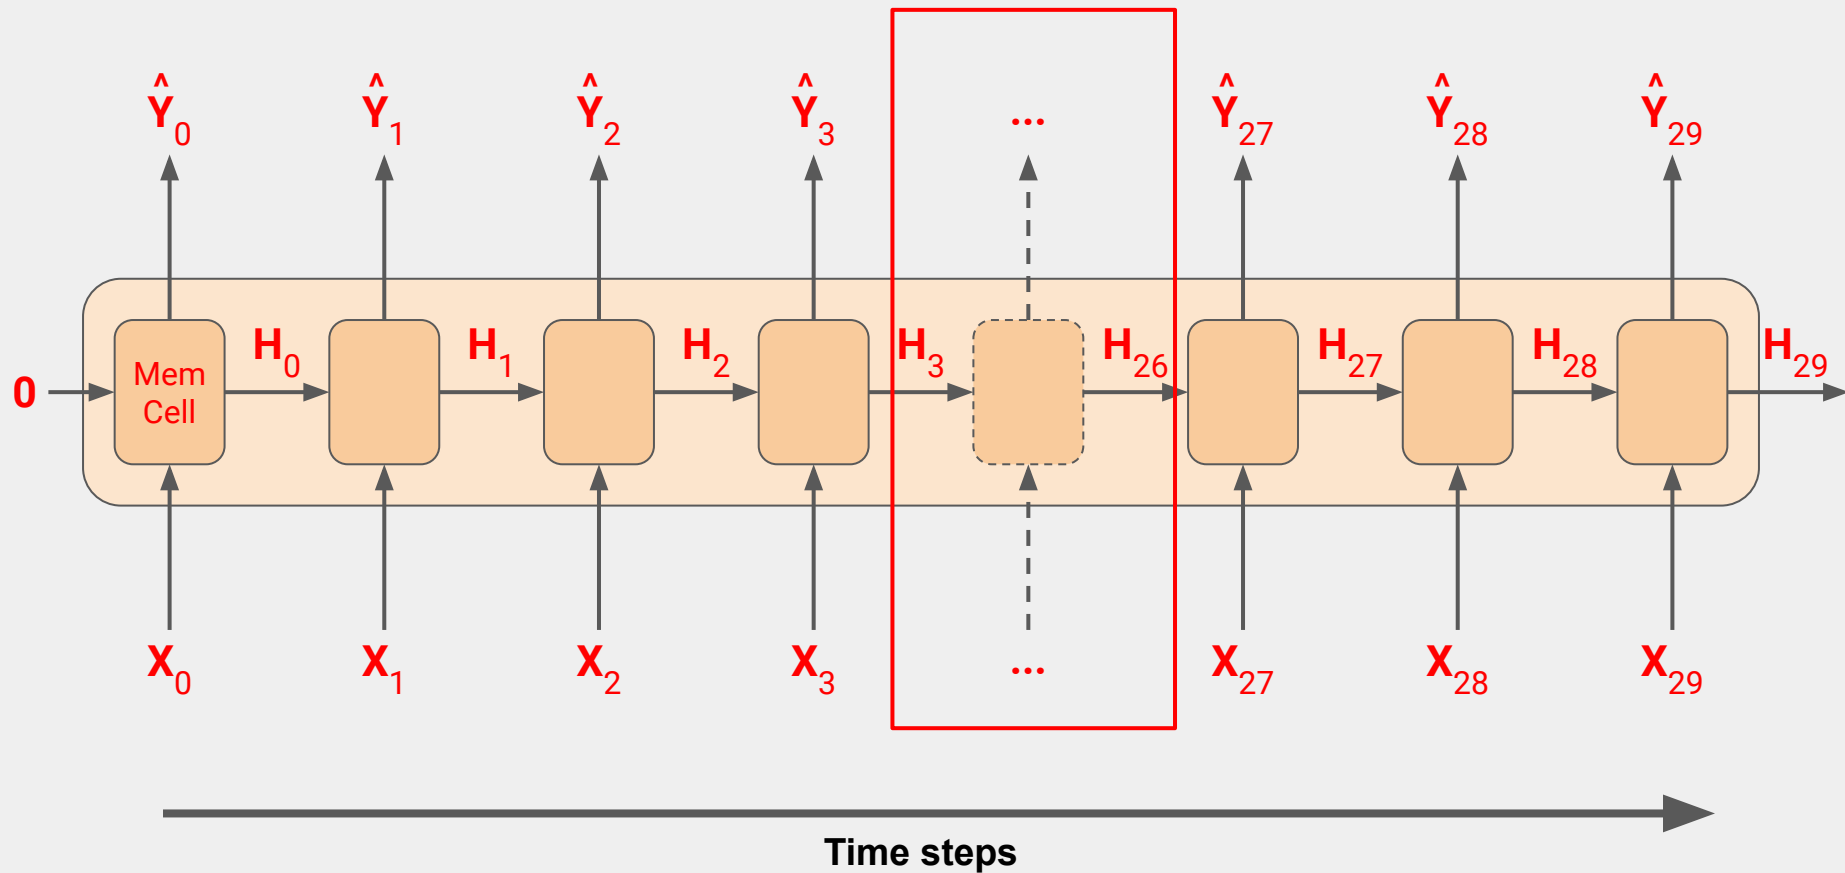 Ŷ0 Ŷ1 Ŷ2 Ŷ3 ... Ŷ27 Ŷ28 Ŷ29
H0 H1 H2 H3 H26 H27 H28 H29
0 Mem
Cell
X0 X1 X2 X3 ... X27 X28 X29
Time steps